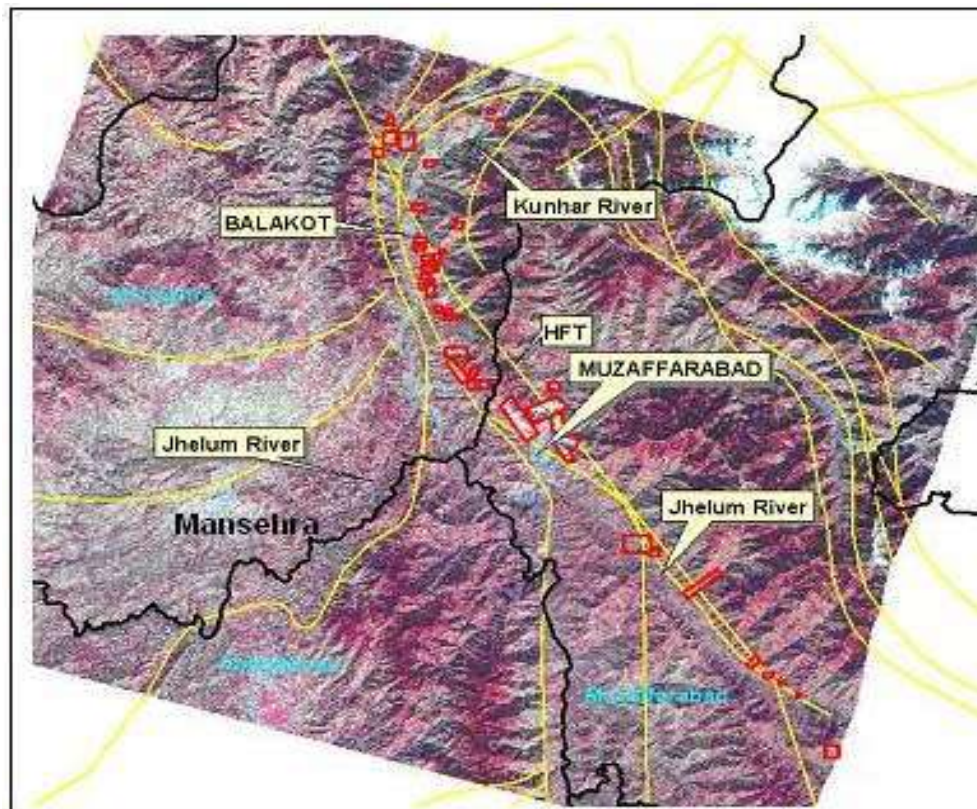 Kunhar River
BALAKOT
HFT
MUZAFFARABAD
Jhelum River
Jhelum River
Mansehra
Muzaffarabad